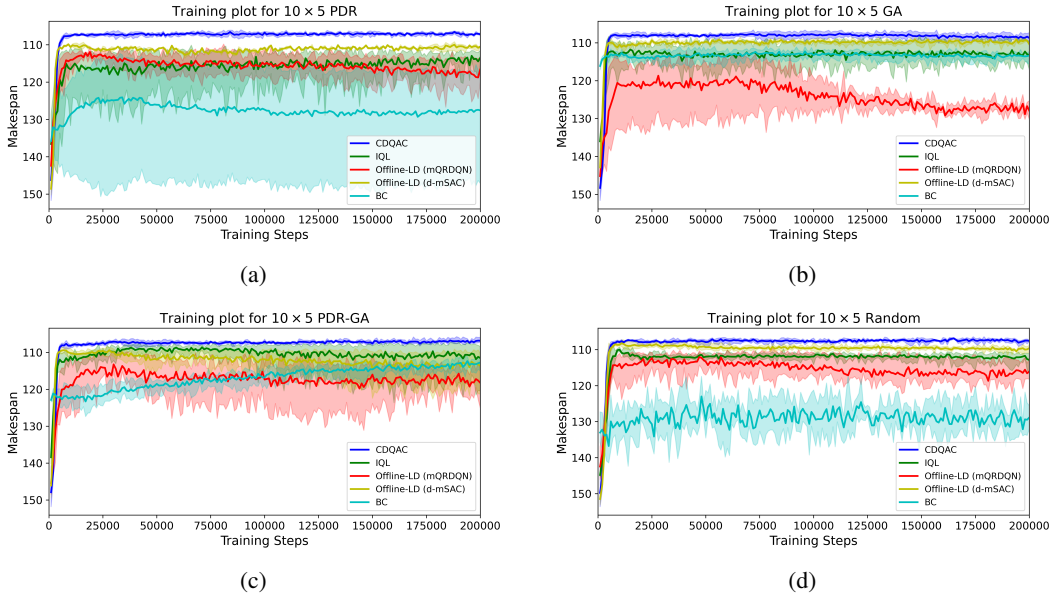 Training plot for 10 × 5 PDR
Makespan
110
120
130
140
150
0
25000
50000
75000
100000
125000
150000
175000
200000
Training Steps
CDQAC
IQL
Offline-LD (mQRDQN)
Offline-LD (d-mSAC)
BC
(a)
Training plot for 10 × 5 GA
Makespan
110
120
130
140
150
0
25000
50000
75000
100000
125000
150000
175000
200000
Training Steps
CDQAC
IQL
Offline-LD (mQRDQN)
Offline-LD (d-mSAC)
BC
(b)
Training plot for 10 × 5 PDR-GA
Makespan
110
120
130
140
150
0
25000
50000
75000
100000
125000
150000
175000
200000
Training Steps
CDQAC
IQL
Offline-LD (mQRDQN)
Offline-LD (d-mSAC)
BC
(c)
Training plot for 10 × 5 Random
Makespan
110
120
130
140
150
0
25000
50000
75000
100000
125000
150000
175000
200000
Training Steps
CDQAC
IQL
Offline-LD (mQRDQN)
Offline-LD (d-mSAC)
BC
(d)